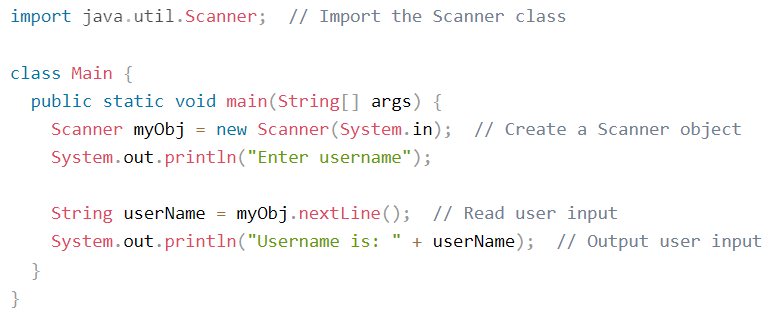 import java.util.Scanner;  // Import the Scanner class

class Main {
  public static void main(String[] args) {
    Scanner myObj = new Scanner(System.in);  // Create a Scanner object
    System.out.println("Enter username");

    String userName = myObj.nextLine();  // Read user input
    System.out.println("Username is: " + userName);  // Output user input
  }
}